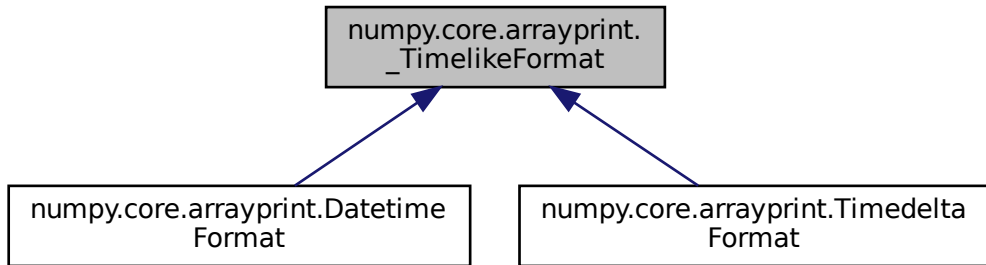 numpy.core.arrayprint.
_TimelikeFormat
numpy.core.arrayprint.Datetime
Format
numpy.core.arrayprint.Timedelta
Format